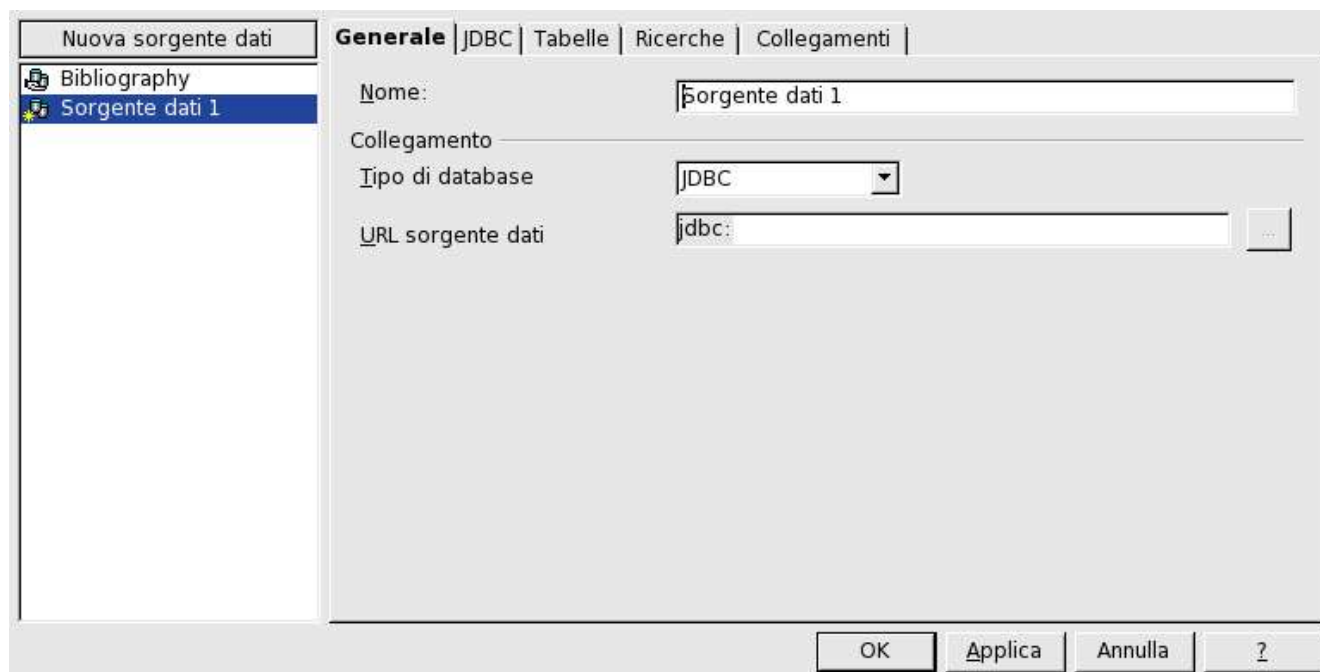 Nuova sorgente dati
Bibliography
Sorgente dati 1
Generale JDBC Tabelle Ricerche Collegamenti
Nome: Sorgente dati 1
Collegamento
Tipo di database JDBC
URL sorgente dati jdbc: ...
OK Applica Annulla ?